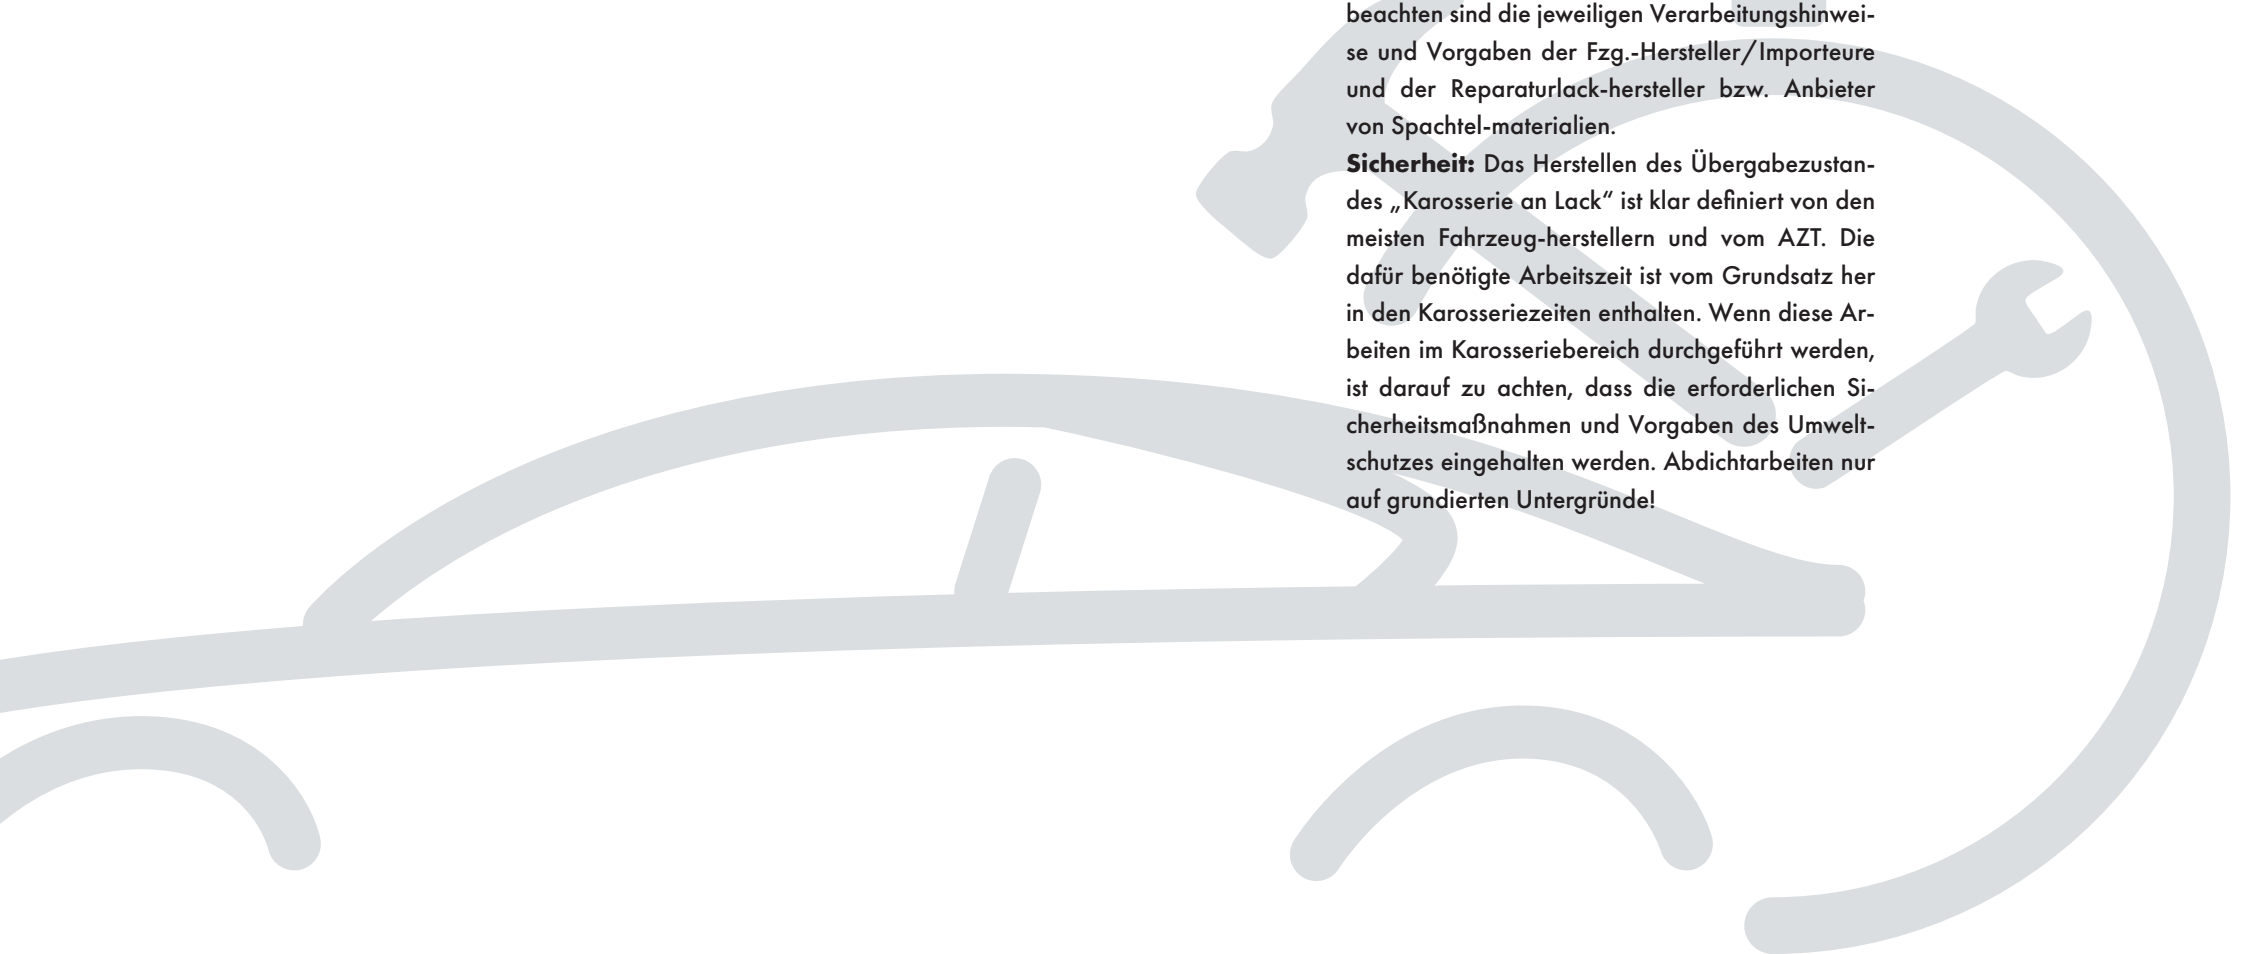 beachten sind die jeweiligen Verarbeitungshinwei-
se und Vorgaben der Fzg.-Hersteller/Importeure
und der Reparaturlack-hersteller bzw. Anbieter
von Spachtel-materialien.
Sicherheit: Das Herstellen des Übergabezustan-
des „Karosserie an Lack“ ist klar definiert von den
meisten Fahrzeug-herstellern und vom AZT. Die
dafür benötigte Arbeitszeit ist vom Grundsatz her
in den Karosseriezeiten enthalten. Wenn diese Ar-
beiten im Karosseriebereich durchgeführt werden,
ist darauf zu achten, dass die erforderlichen Si-
cherheitsmaßnahmen und Vorgaben des Umwelt-
schutzes eingehalten werden. Abdichtarbeiten nur
auf grundierten Untergründe!